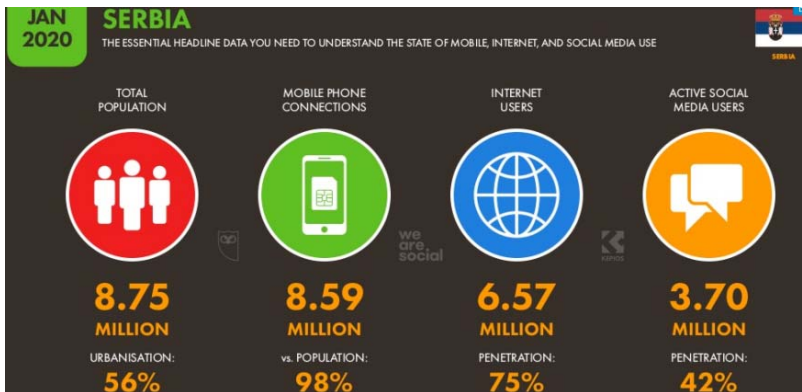 JAN
2020
SERBIA
THE ESSENTIAL HEADLINE DATA YOU NEED TO UNDERSTAND THE STATE OF MOBILE, INTERNET, AND SOCIAL MEDIA USE
SERBIA
TOTAL
POPULATION
MOBILE PHONE
CONNECTIONS
INTERNET
USERS
ACTIVE SOCIAL
MEDIA USERS
we
are
social
KEPIOS
8.75
MILLION
8.59
MILLION
6.57
MILLION
3.70
MILLION
URBANISATION:
56%
vs. POPULATION:
98%
PENETRATION:
75%
PENETRATION:
42%